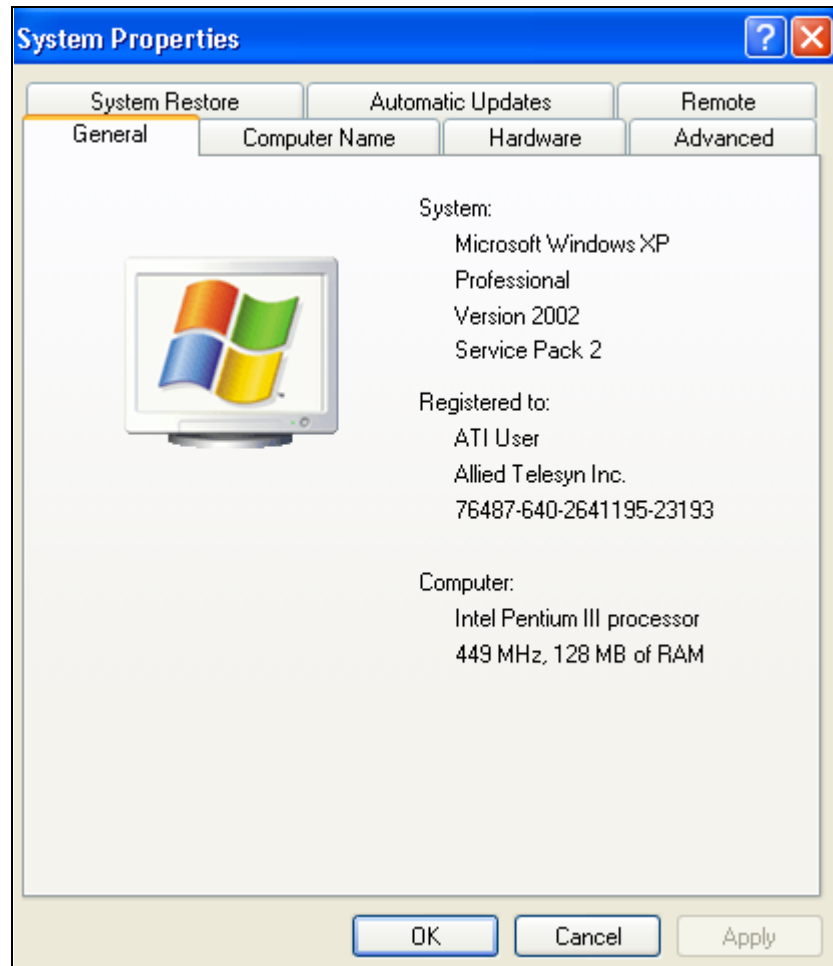 System Properties
System Restore
Automatic Updates
Remote
General
Computer Name
Hardware
Advanced
System:
Microsoft Windows XP
Professional
Version 2002
Service Pack 2
Registered to:
ATI User
Allied Telesyn Inc.
76487-640-2641195-23193
Computer:
Intel Pentium III processor
449 MHz, 128 MB of RAM
OK
Cancel
Apply